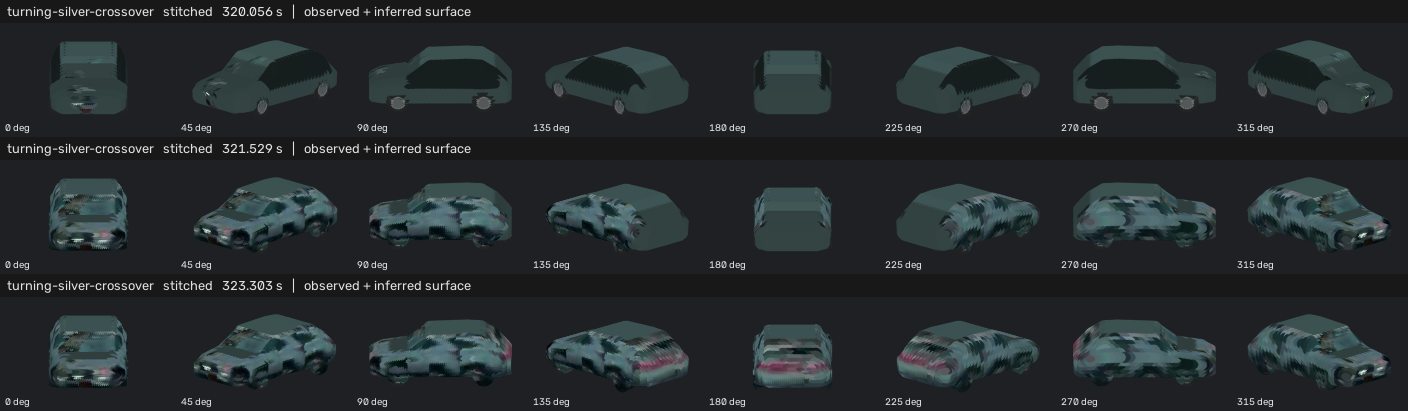 turning-silver-crossover stitched 320.056 s | observed + inferred surface
0 deg 45 deg 90 deg 135 deg 180 deg 225 deg 270 deg 315 deg
turning-silver-crossover stitched 321.529 s | observed + inferred surface
0 deg 45 deg 90 deg 135 deg 180 deg 225 deg 270 deg 315 deg
turning-silver-crossover stitched 323.303 s | observed + inferred surface
0 deg 45 deg 90 deg 135 deg 180 deg 225 deg 270 deg 315 deg